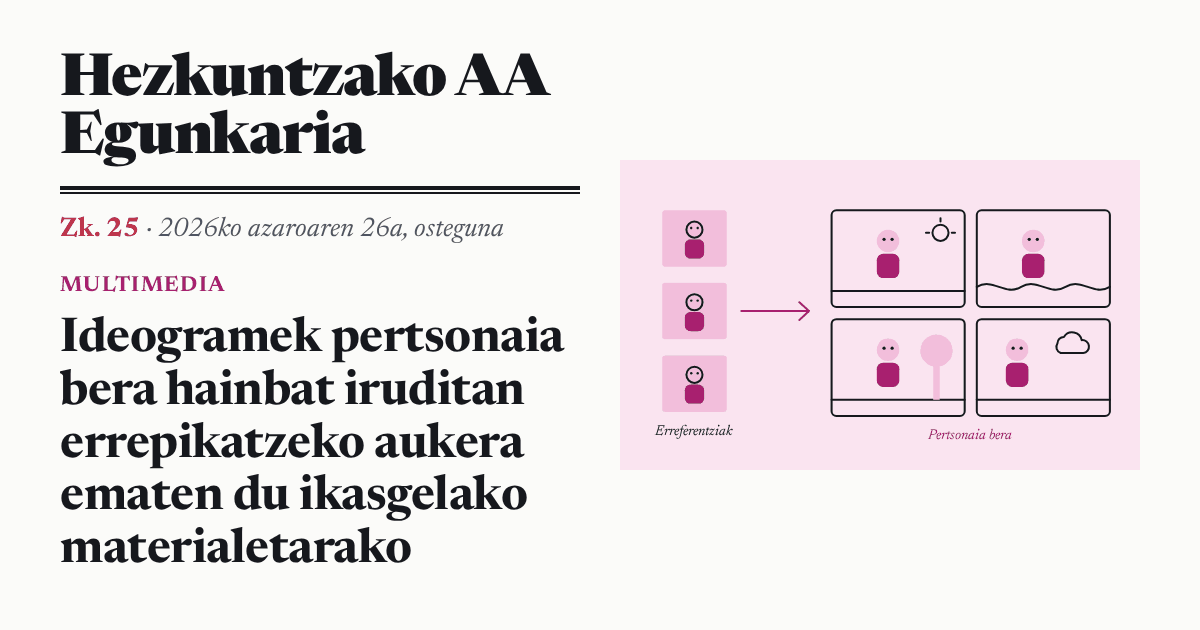 Hezkuntzako AA
Egunkaria
Zk. 25 · 2026ko azaroaren 26a, osteguna
MULTIMEDIA
Ideogramek pertsonaia
bera hainbat iruditan
errepikatzeko aukera
ematen du ikasgelako
materialetarako
Erreferentziak
Pertsonaia bera